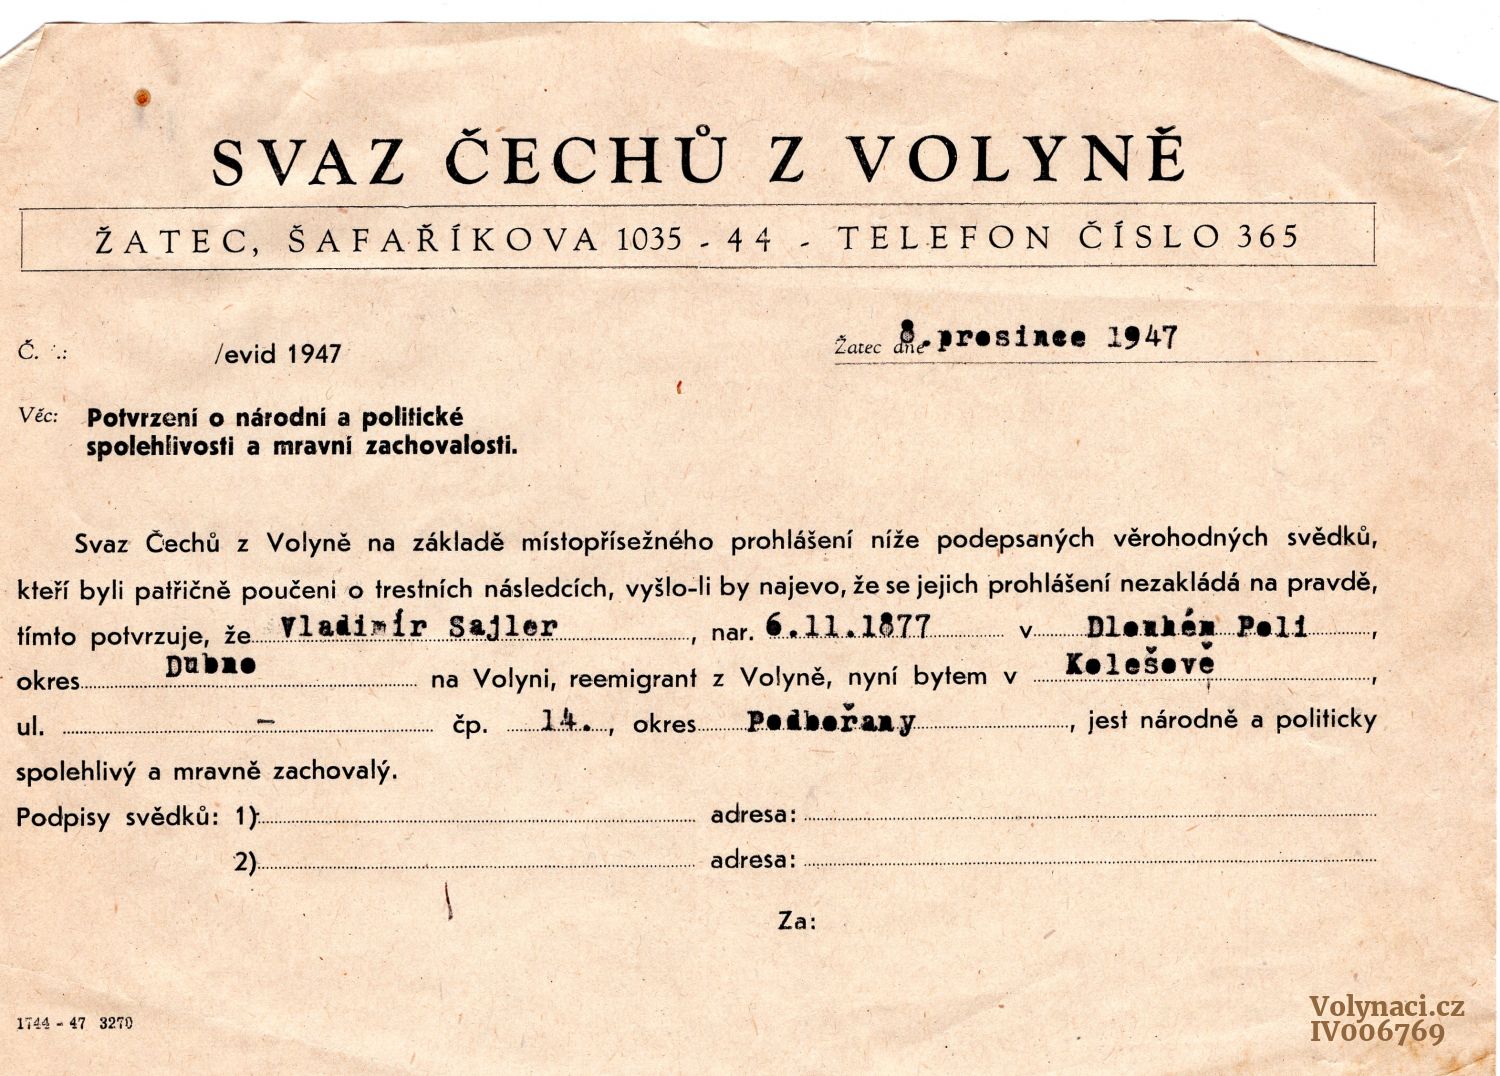 SVAZ ČECHŮ Z VOLYNĚ
ŽATEC, ŠAFAŘÍKOVA 1035 - 44 - TELEFON ČÍSLO 365
Č. .: /evid 1947 Žatec dne 8.prosince 1947
Věc: Potvrzení o národní a politické
spolehlivosti a mravní zachovalosti.
Svaz Čechů z Volyně na základě místopřísežného prohlášení níže podepsaných věrohodných svědků,
kteří byli patřičně poučeni o trestních následcích, vyšlo-li by najevo, že se jejich prohlášení nezakládá na pravdě,
tímto potvrzuje, že Vladimír Sajler, nar. 6.11.1877 v Dlouhém Poli,
okres Dubno na Volyni, reemigrant z Volyně, nyní bytem v Kolešově,
ul. - čp. 14., okres Podbořany, jest národně a politicky
spolehlivý a mravně zachovalý.
Podpisy svědků: 1) adresa:
2) adresa:
Za:
1744 - 47 3270
Volynaci.cz
IV006769